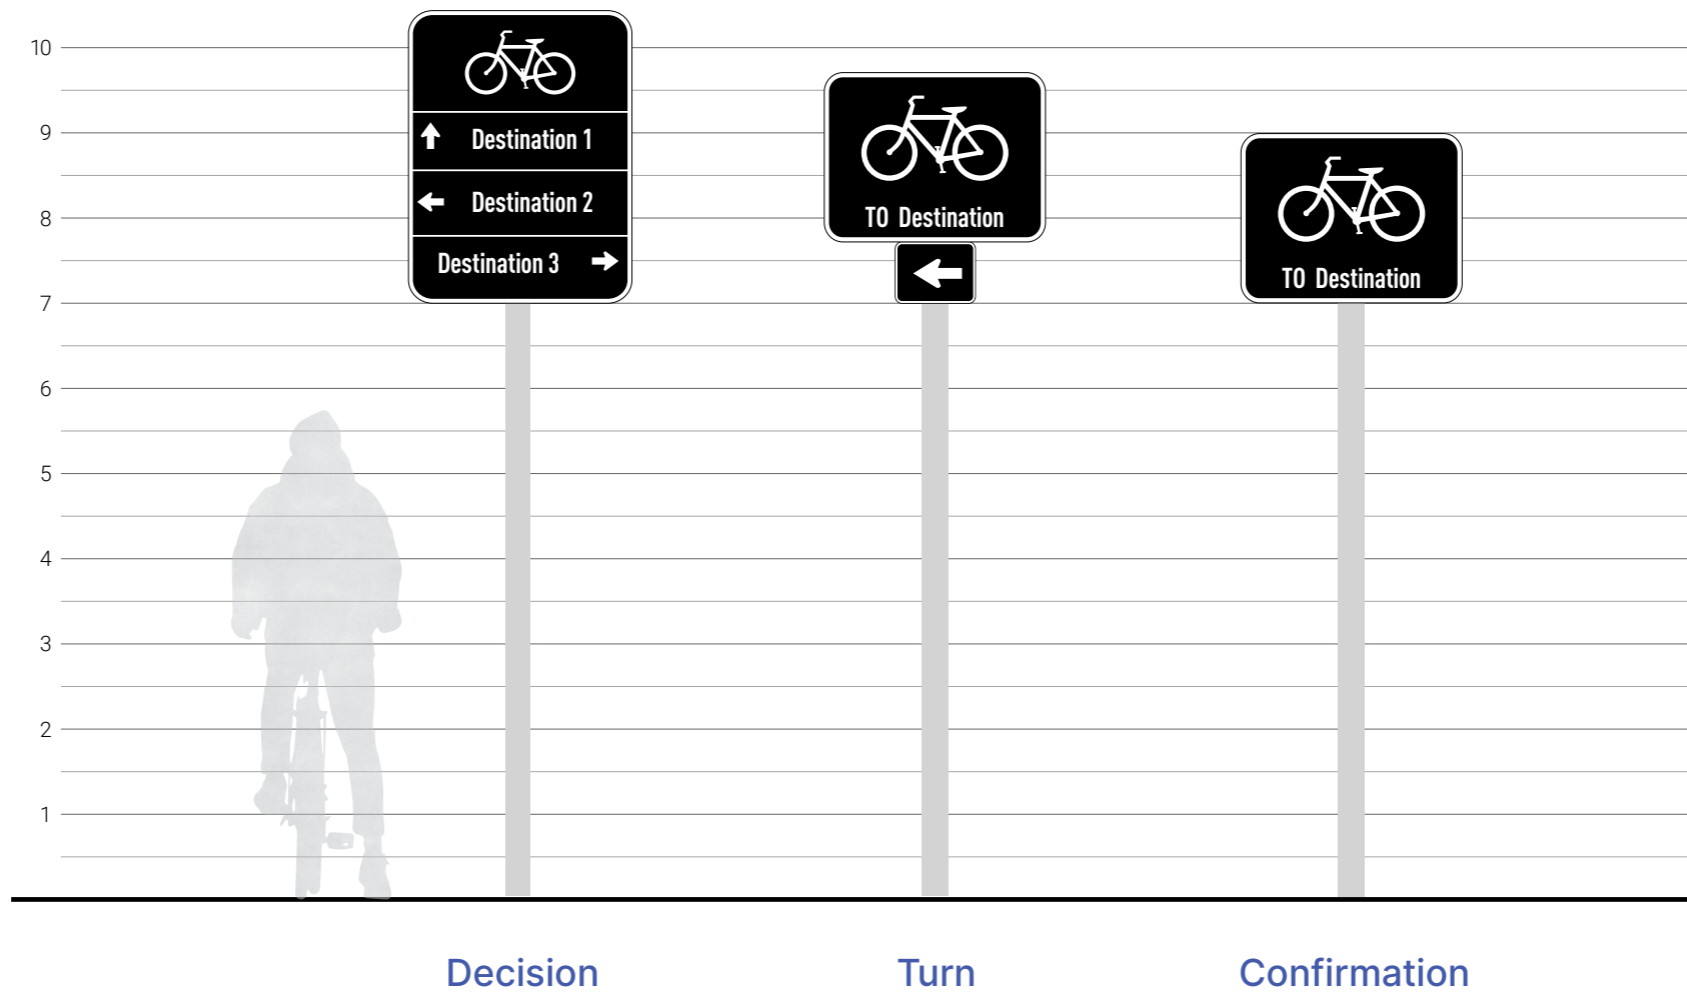 10
9
8
7
6
5
4
3
2
1
Destination 1
Destination 2
Destination 3
TO Destination
TO Destination
Decision
Turn
Confirmation